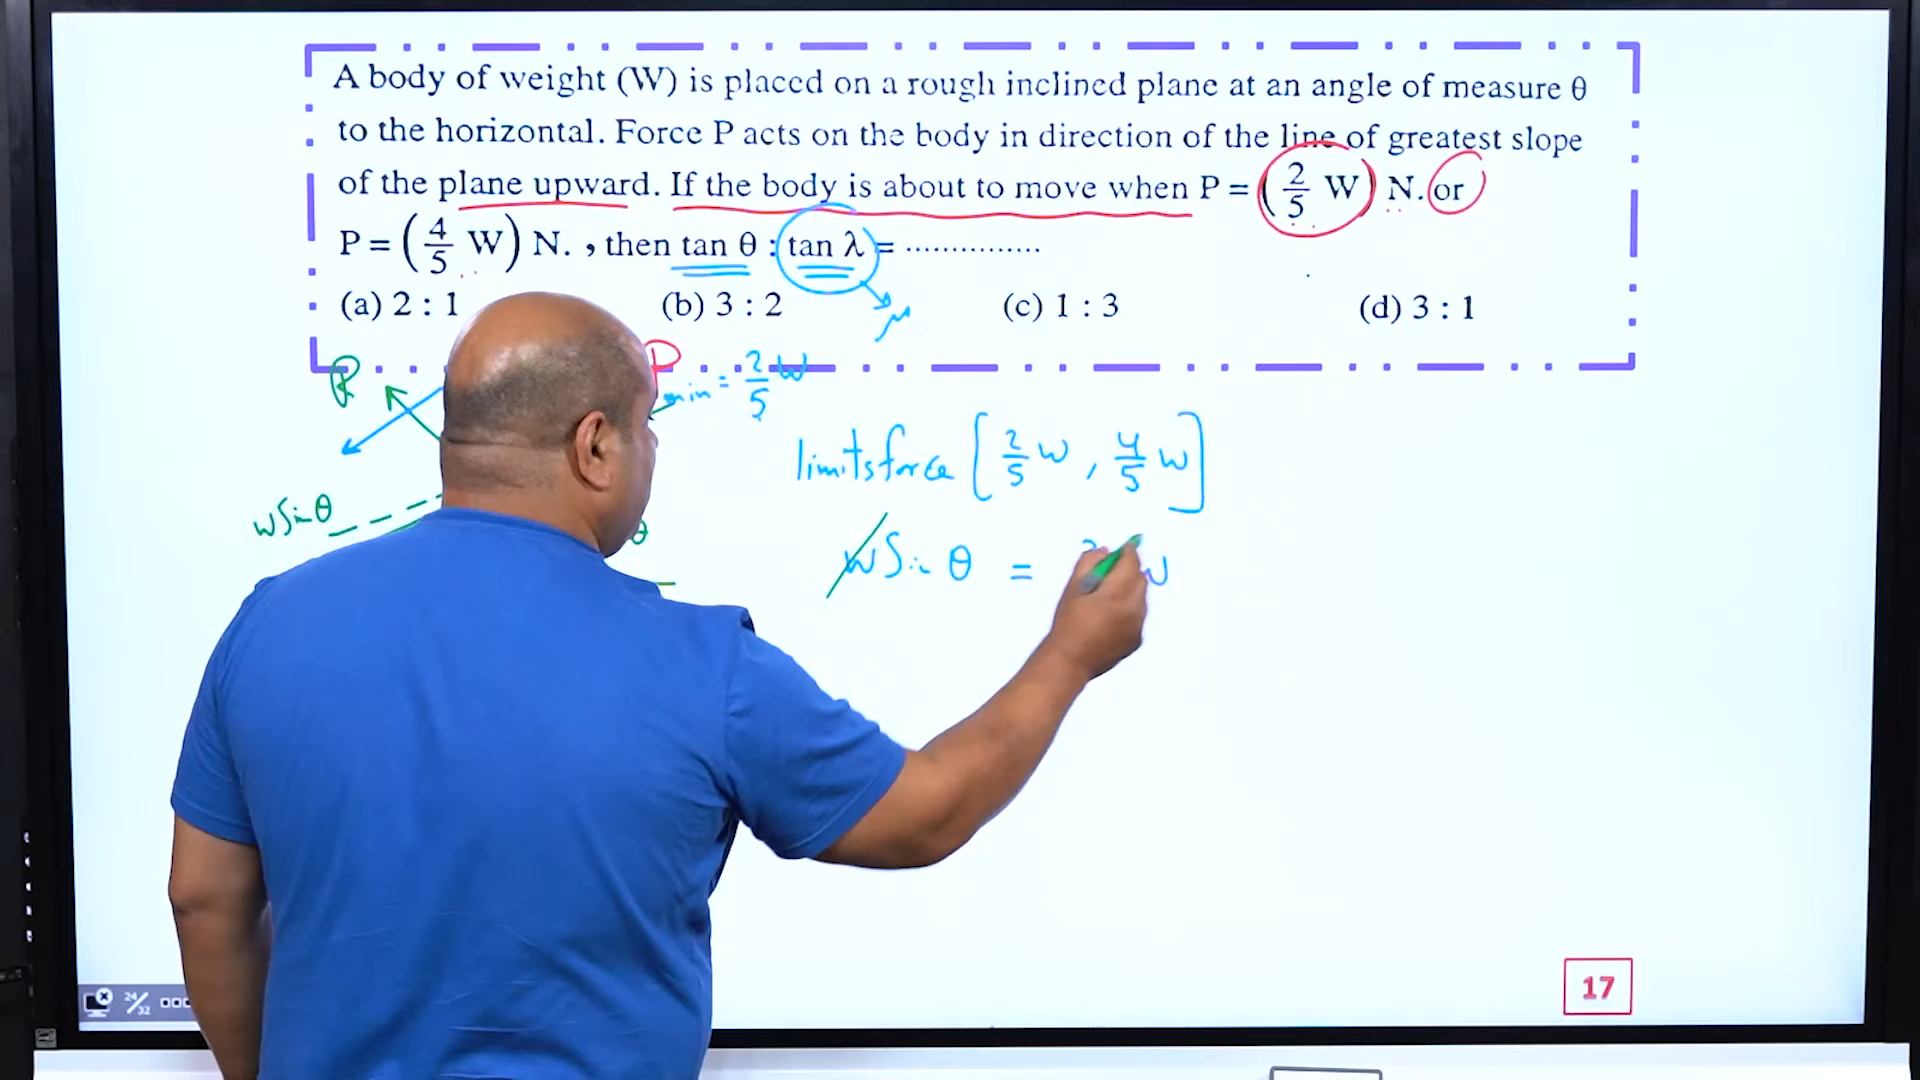 A body of weight (W) is placed on a rough inclined plane at an angle of measure θ
to the horizontal. Force P acts on the body in direction of the line of greatest slope
of the plane upward. If the body is about to move when P = (2/5 W) N. or
P = (4/5 W) N. , then tan θ : tan λ = ...............
(a) 2 : 1 (b) 3 : 2 (c) 1 : 3 (d) 3 : 1
μ
R
P min = 2/5 W
limits force [2/5 W , 4/5 W]
W Sin θ
θ
W Sin θ = W
17
24/32